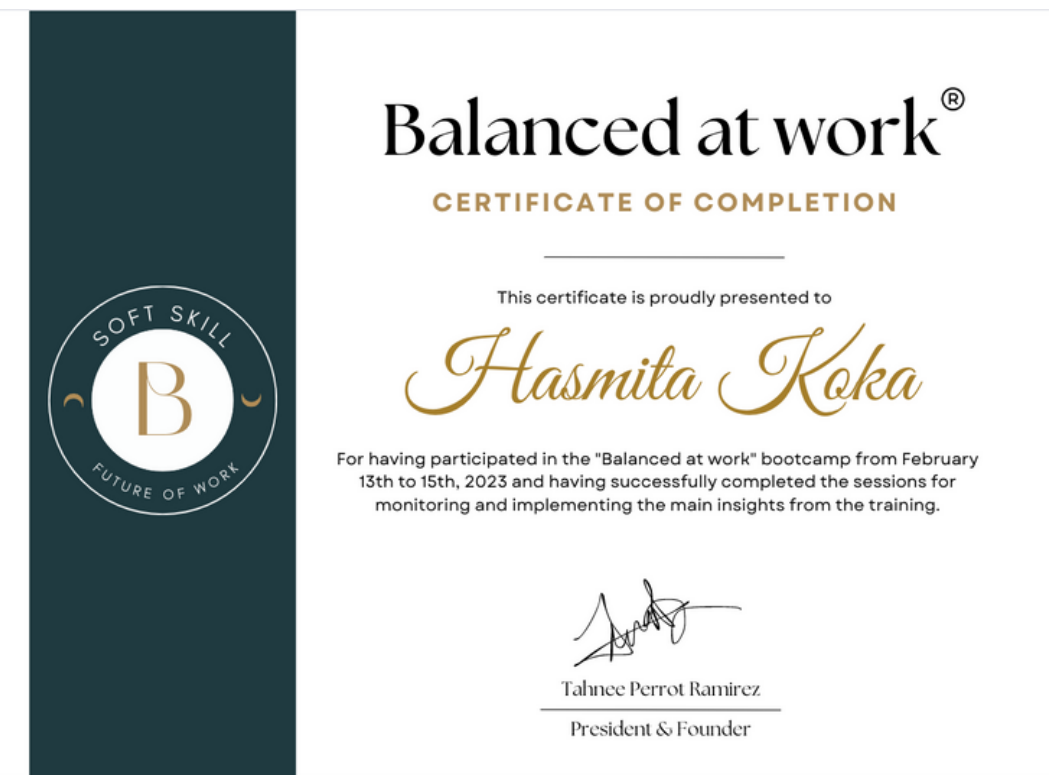 Balanced at work®
CERTIFICATE OF COMPLETION
This certificate is proudly presented to
Hasmita Koka
For having participated in the "Balanced at work" bootcamp from February
13th to 15th, 2023 and having successfully completed the sessions for
monitoring and implementing the main insights from the training.
Tahnee Perrot Ramirez
President & Founder
SOFT SKILL
B
FUTURE OF WORK